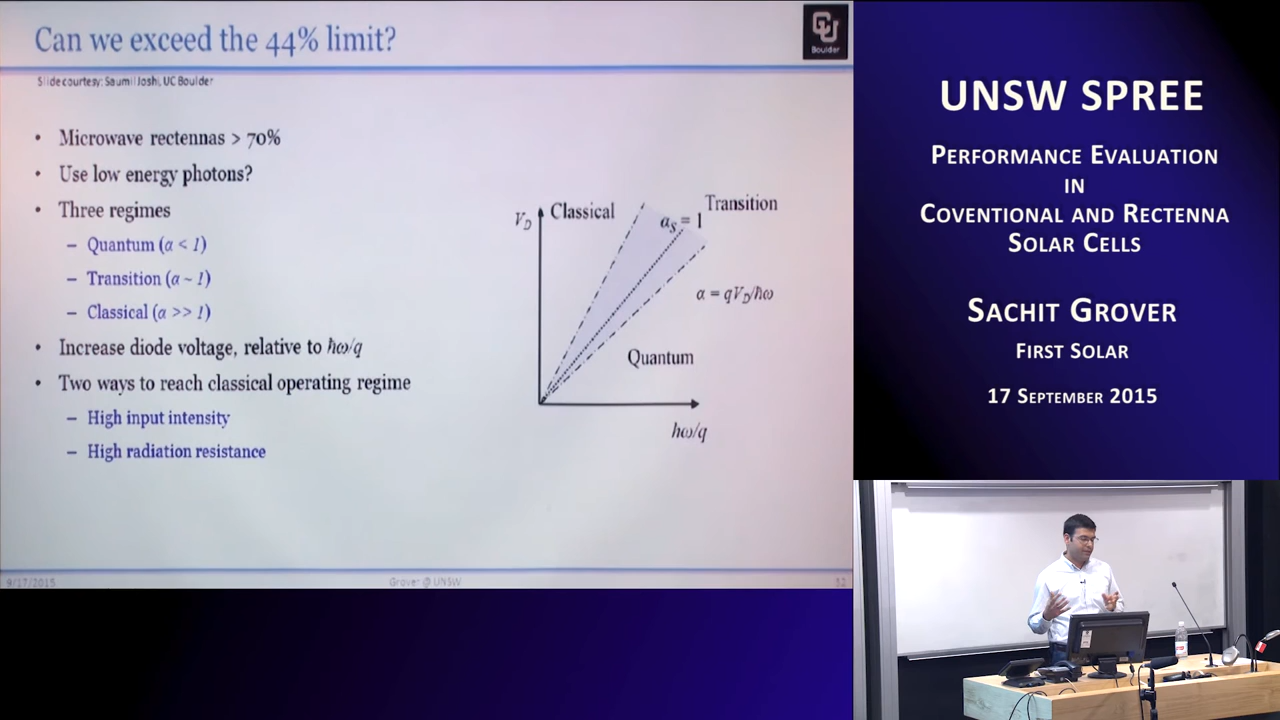 Can we exceed the 44% limit?
CU
Boulder
Slide courtesy: Saumil Joshi, UC Boulder
• Microwave rectennas > 70%
• Use low energy photons?
• Three regimes
– Quantum (α < 1)
– Transition (α ~ 1)
– Classical (α >> 1)
• Increase diode voltage, relative to ħω/q
• Two ways to reach classical operating regime
– High input intensity
– High radiation resistance
V_D
Classical
α_S = 1
Transition
α = qV_D/ħω
Quantum
ħω/q
9/17/2015
Grover @ UNSW
52
UNSW SPREE
PERFORMANCE EVALUATION
IN
COVENTIONAL AND RECTENNA
SOLAR CELLS
SACHIT GROVER
FIRST SOLAR
17 SEPTEMBER 2015